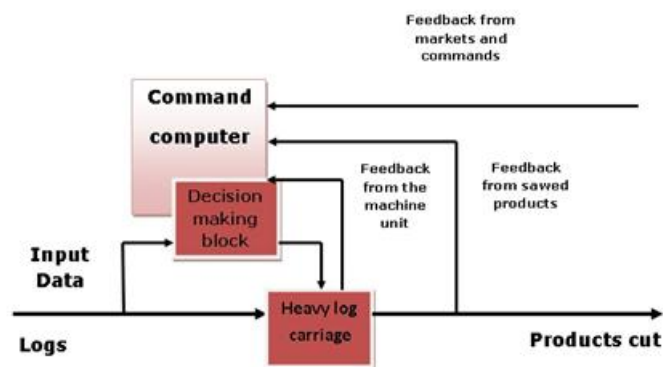 Feedback from
markets and
commands
Command
computer
Feedback
from the
machine
unit
Feedback
from sawed
products
Decision
making
block
Input
Data
Heavy log
carriage
Logs
Products cut